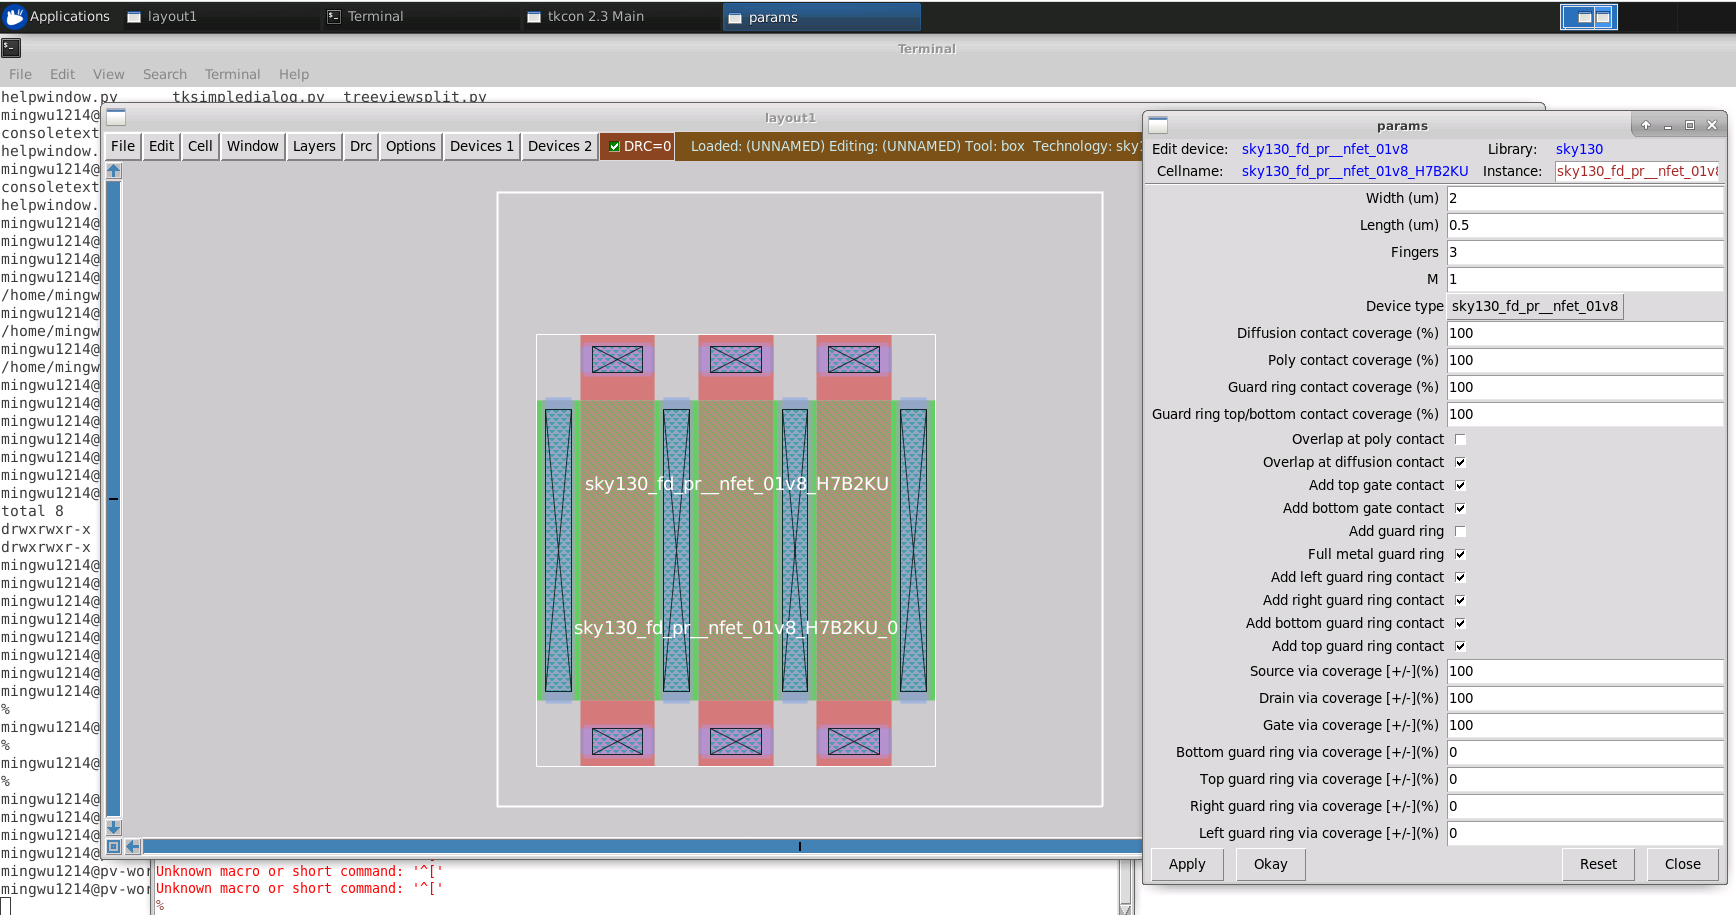 Applications layout1 Terminal tkcon 2.3 Main params
Terminal
File Edit View Search Terminal Help
helpwindow.py tksimpledialog.py treeviewsplit.py
mingwu1214@
consoletext
helpwindow.
mingwu1214@
consoletext
helpwindow.
mingwu1214@
mingwu1214@
mingwu1214@
mingwu1214@
/home/mingw
mingwu1214@
/home/mingw
mingwu1214@
/home/mingw
mingwu1214@
mingwu1214@
mingwu1214@
mingwu1214@
mingwu1214@
mingwu1214@
mingwu1214@
total 8
drwxrwxr-x
drwxrwxr-x
mingwu1214@
mingwu1214@
mingwu1214@
mingwu1214@
mingwu1214@
mingwu1214@
mingwu1214@
mingwu1214@
%
mingwu1214@
%
mingwu1214@
%
mingwu1214@
mingwu1214@
mingwu1214@
mingwu1214@
mingwu1214@pv-wor
mingwu1214@pv-wor
layout1
File Edit Cell Window Layers Drc Options Devices 1 Devices 2 DRC=0 Loaded: (UNNAMED) Editing: (UNNAMED) Tool: box Technology: sky1
sky130_fd_pr__nfet_01v8_H7B2KU
sky130_fd_pr__nfet_01v8_H7B2KU_0
Unknown macro or short command: '^['
Unknown macro or short command: '^['
%
params
Edit device: sky130_fd_pr__nfet_01v8 Library: sky130
Cellname: sky130_fd_pr__nfet_01v8_H7B2KU Instance: sky130_fd_pr__nfet_01v8
Width (um) 2
Length (um) 0.5
Fingers 3
M 1
Device type sky130_fd_pr__nfet_01v8
Diffusion contact coverage (%) 100
Poly contact coverage (%) 100
Guard ring contact coverage (%) 100
Guard ring top/bottom contact coverage (%) 100
Overlap at poly contact
Overlap at diffusion contact
Add top gate contact
Add bottom gate contact
Add guard ring
Full metal guard ring
Add left guard ring contact
Add right guard ring contact
Add bottom guard ring contact
Add top guard ring contact
Source via coverage [+/-](%) 100
Drain via coverage [+/-](%) 100
Gate via coverage [+/-](%) 100
Bottom guard ring via coverage [+/-](%) 0
Top guard ring via coverage [+/-](%) 0
Right guard ring via coverage [+/-](%) 0
Left guard ring via coverage [+/-](%) 0
Apply Okay Reset Close